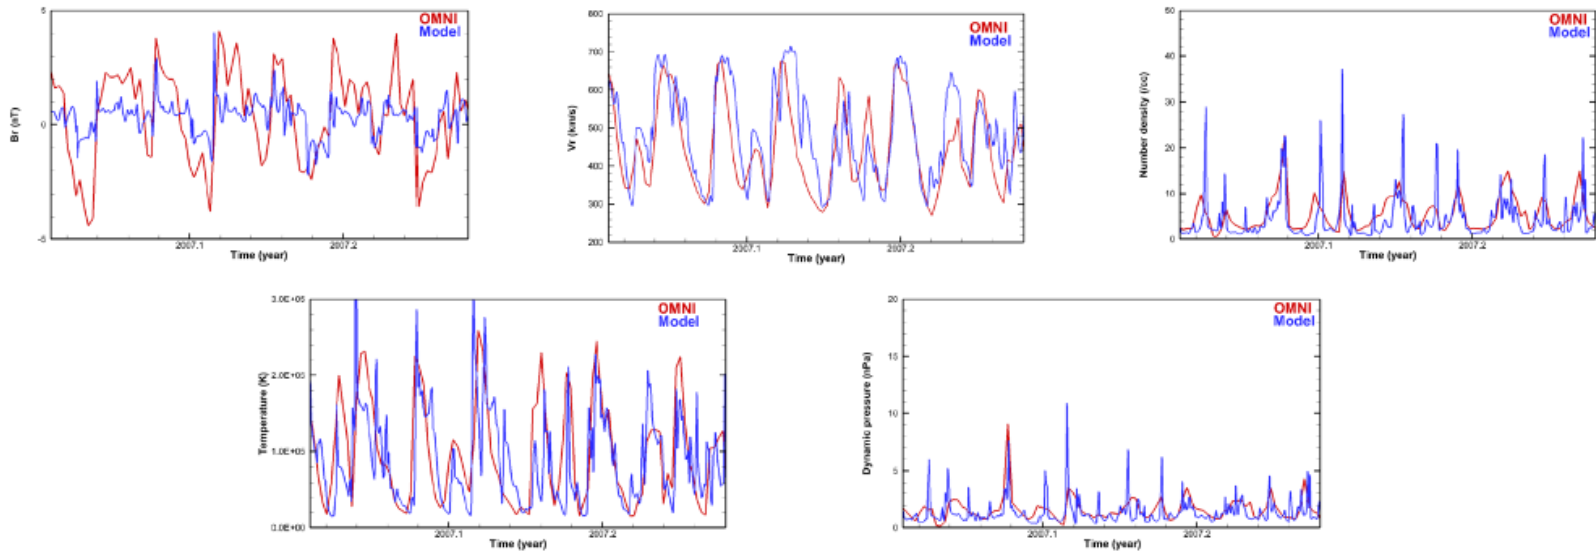 5
OMNI
Model
Br (nT)
0
-5
2007.1
2007.2
Time (year)
800
OMNI
Model
700
600
Vr (km/s)
500
400
300
200
2007.1
2007.2
Time (year)
50
OMNI
Model
40
30
Number density (/cc)
20
10
0
2007.1
2007.2
Time (year)
3.0E+05
OMNI
Model
2.0E+05
Temperature (K)
1.0E+05
0.0E+00
2007.1
2007.2
Time (year)
20
OMNI
Model
15
Dynamic pressure (nPa)
10
5
0
2007.1
2007.2
Time (year)